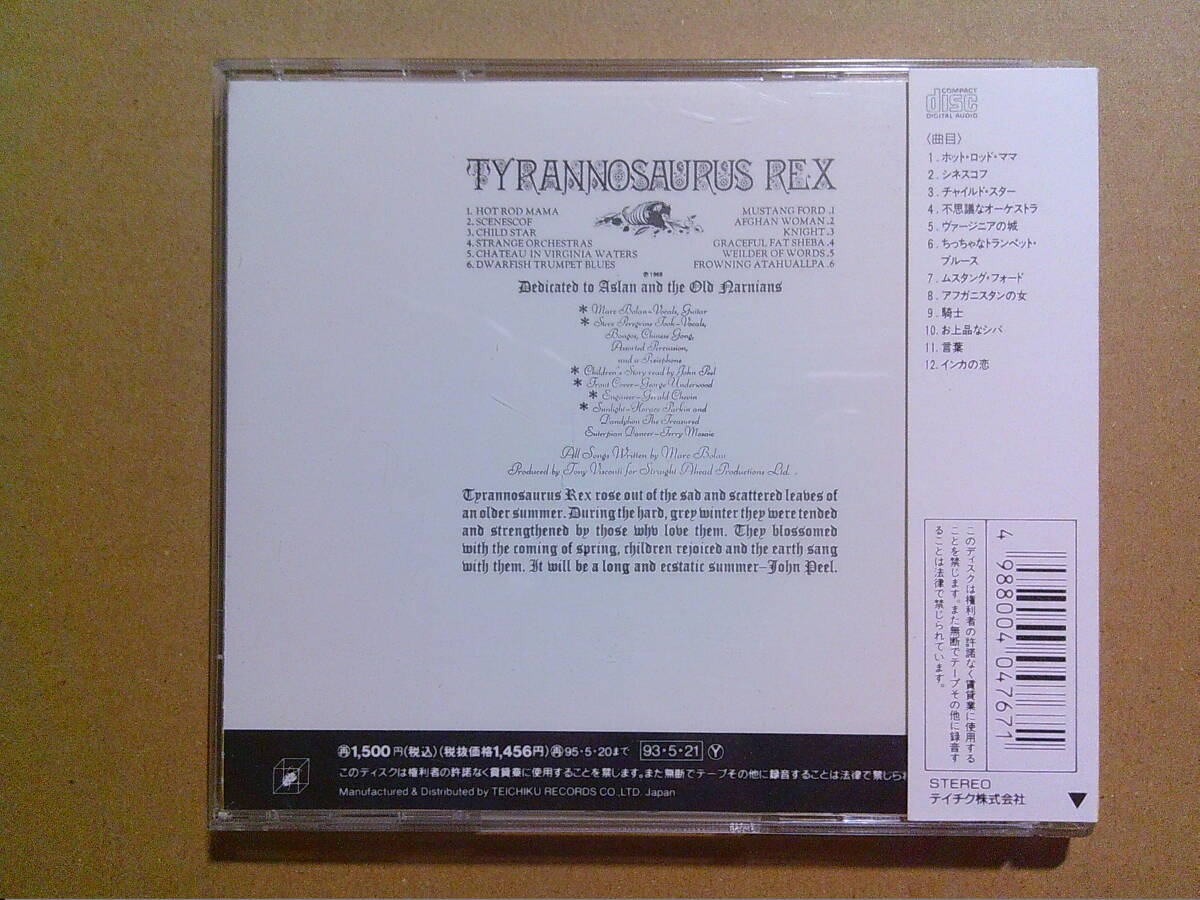 TYRANNOSAURUS REX
1. HOT ROD MAMA
2. SCENESCOF
3. CHILD STAR
4. STRANGE ORCHESTRAS
5. CHATEAU IN VIRGINIA WATERS
6. DWARFISH TRUMPET BLUES
MUSTANG FORD .1
AFGHAN WOMAN .2
KNIGHT .3
GRACEFUL FAT SHEBA .4
WEILDER OF WORDS .5
FROWNING ATAHUALLPA .6
℗ 1968
Dedicated to Aslan and the Old Narnians
* Marc Bolan–Vocals, Guitar
* Steve Peregrine Took–Vocals,
Bongos, Chinese Gong,
Assorted Percussion,
and a Pixiephone
* Children's Story read by John Peel
* Front Cover–George Underwood
* Engineer–Gerald Chevin
* Sunlight–Horace Parkin and
Dandylion The Treasured
Euterpian Dancer–Terry Mosaic
All Songs Written by Marc Bolan
Produced by Tony Visconti for Straight Ahead Productions Ltd.
Tyrannosaurus Rex rose out of the sad and scattered leaves of
an older summer. During the hard, grey winter they were tended
and strengthened by those who love them. They blossomed
with the coming of spring, children rejoiced and the earth sang
with them. It will be a long and ecstatic summer–John Peel.
㊝1,500円(税込)(税抜価格1,456円)㊝95·5·20まで 93·5·21 Ⓨ
このディスクは権利者の許諾なく賃貸業に使用することを禁じます。また無断でテープその他に録音することは法律で禁じられ
Manufactured & Distributed by TEICHIKU RECORDS CO.,LTD. Japan
COMPACT
disc
DIGITAL AUDIO
〈曲目〉
1. ホット・ロッド・ママ
2. シネスコフ
3. チャイルド・スター
4. 不思議なオーケストラ
5. ヴァージニアの城
6. ちっちゃなトランペット・
ブルース
7. ムスタング・フォード
8. アフガニスタンの女
9. 騎士
10. お上品なシバ
11. 言葉
12. インカの恋
このディスクは権利者の許諾なく賃貸業に使用する
ことを禁じます。また無断でテープその他に録音す
ることは法律で禁じられています。
4 988004 047671
STEREO
テイチク株式会社